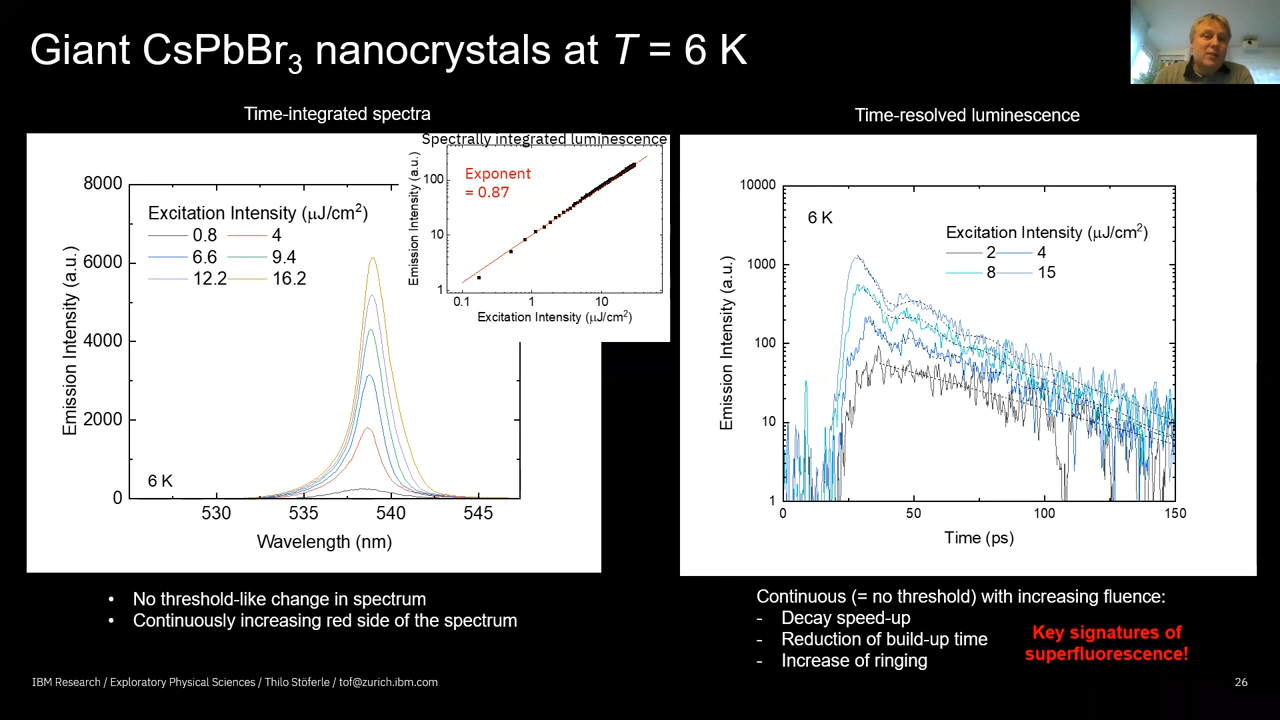 Giant CsPbBr3 nanocrystals at T = 6 K
Time-integrated spectra
Spectrally integrated luminescence
Exponent
= 0.87
100
10
1
0.1
1
10
Emission Intensity (a.u.)
Excitation Intensity (μJ/cm²)
8000
6000
4000
2000
0
Emission Intensity (a.u.)
Excitation Intensity (μJ/cm²)
0.8 4
6.6 9.4
12.2 16.2
6 K
530 535 540 545
Wavelength (nm)
• No threshold-like change in spectrum
• Continuously increasing red side of the spectrum
Time-resolved luminescence
10000
1000
100
10
1
Emission Intensity (a.u.)
6 K
Excitation Intensity (μJ/cm²)
2 4
8 15
0 50 100 150
Time (ps)
Continuous (= no threshold) with increasing fluence:
- Decay speed-up
- Reduction of build-up time
- Increase of ringing
Key signatures of
superfluorescence!
IBM Research / Exploratory Physical Sciences / Thilo Stöferle / tof@zurich.ibm.com
26